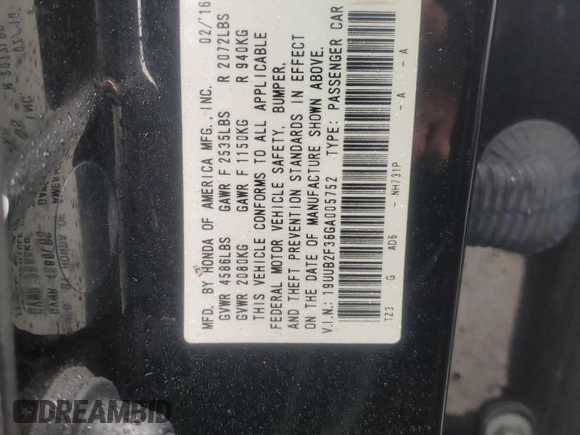 MFD. BY HONDA OF AMERICA MFG., INC. 02/16
GVWR 4586LBS GAWR F 2535LBS R 2072LBS
GVWR 2080KG GAWR F 1150KG R 940KG
THIS VEHICLE CONFORMS TO ALL APPLICABLE
FEDERAL MOTOR VEHICLE SAFETY, BUMPER,
AND THEFT PREVENTION STANDARDS IN EFFECT
ON THE DATE OF MANUFACTURE SHOWN ABOVE.
V.I.N.: 19UUB2F36GA005752 TYPE: PASSENGER CAR
TZ3 G AD6 - NH731P - A - A
DREAMBID